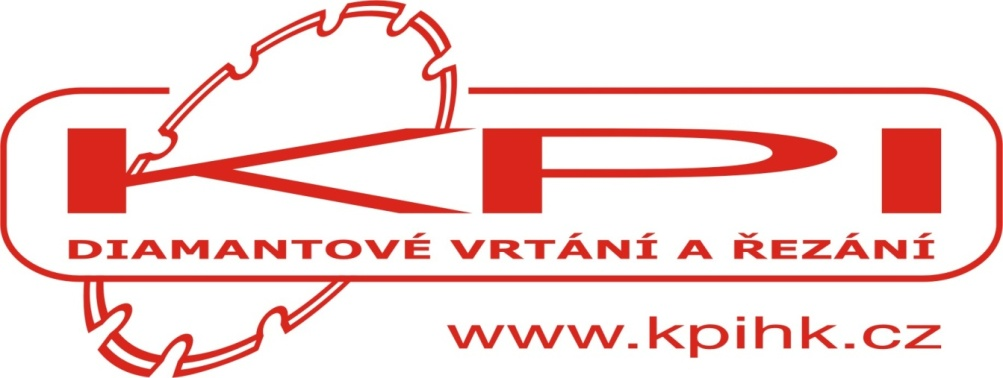 KPI
DIAMANTOVÉ VRTÁNÍ A ŘEZÁNÍ
www.kpihk.cz